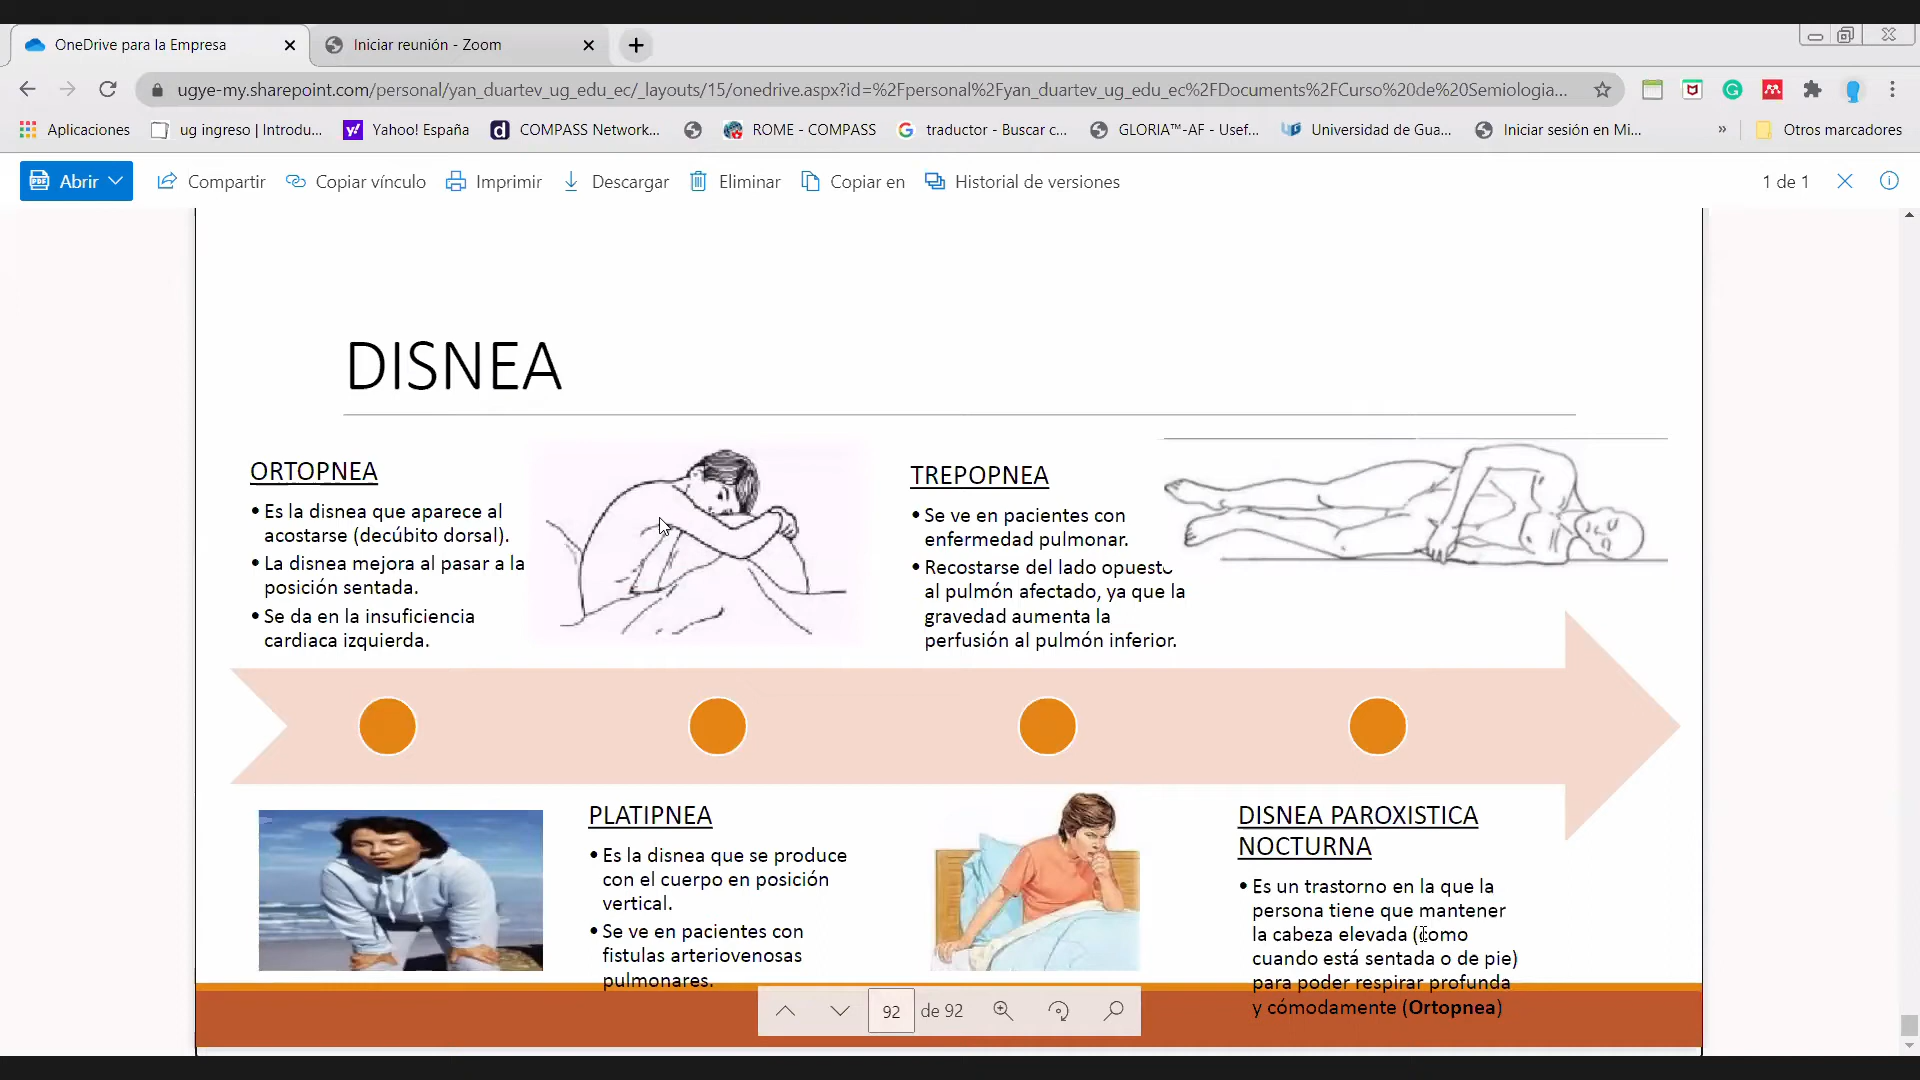 OneDrive para la Empresa
Iniciar reunión - Zoom
ugye-my.sharepoint.com/personal/yan_duartev_ug_edu_ec/_layouts/15/onedrive.aspx?id=%2Fpersonal%2Fyan_duartev_ug_edu_ec%2FDocuments%2FCurso%20de%20Semiologia...
Aplicaciones
ug ingreso | Introdu...
Yahoo! España
COMPASS Network...
ROME - COMPASS
traductor - Buscar c...
GLORIA™-AF - Usef...
Universidad de Gua...
Iniciar sesión en Mi...
»
Otros marcadores
Abrir
Compartir
Copiar vínculo
Imprimir
Descargar
Eliminar
Copiar en
Historial de versiones
1 de 1
DISNEA
ORTOPNEA
• Es la disnea que aparece al
acostarse (decúbito dorsal).
• La disnea mejora al pasar a la
posición sentada.
• Se da en la insuficiencia
cardiaca izquierda.
TREPOPNEA
• Se ve en pacientes con
enfermedad pulmonar.
• Recostarse del lado opuesto
al pulmón afectado, ya que la
gravedad aumenta la
perfusión al pulmón inferior.
PLATIPNEA
• Es la disnea que se produce
con el cuerpo en posición
vertical.
• Se ve en pacientes con
fistulas arteriovenosas
pulmonares.
DISNEA PAROXISTICA
NOCTURNA
• Es un trastorno en la que la
persona tiene que mantener
la cabeza elevada (como
cuando está sentada o de pie)
para poder respirar profunda
y cómodamente (Ortopnea)
92 de 92